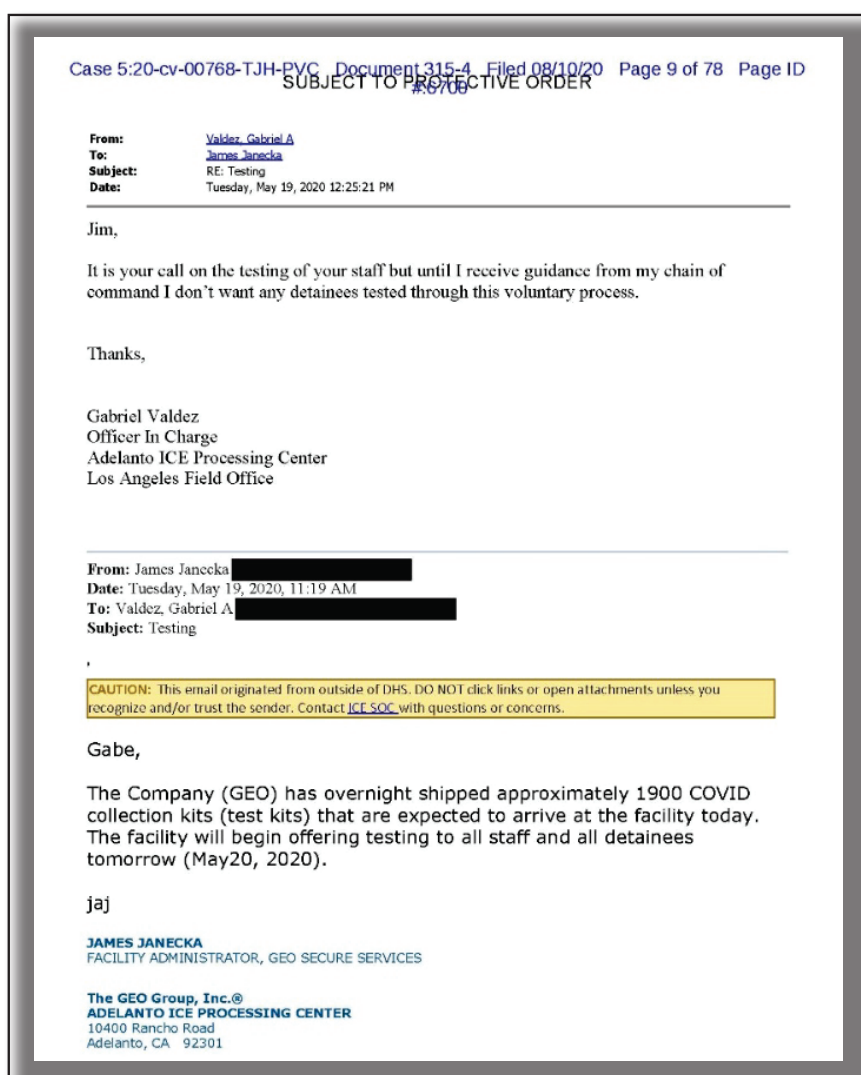 Case 5:20-cv-00768-TJH-PVC Document 315-4 Filed 08/10/20 Page 9 of 78 Page ID
#:6700
SUBJECT TO PROTECTIVE ORDER
From: Valdez, Gabriel A
To: James Janecka
Subject: RE: Testing
Date: Tuesday, May 19, 2020 12:25:21 PM
Jim,
It is your call on the testing of your staff but until I receive guidance from my chain of
command I don’t want any detainees tested through this voluntary process.
Thanks,
Gabriel Valdez
Officer In Charge
Adelanto ICE Processing Center
Los Angeles Field Office
From: James Janecka
Date: Tuesday, May 19, 2020, 11:19 AM
To: Valdez, Gabriel A
Subject: Testing
,
CAUTION: This email originated from outside of DHS. DO NOT click links or open attachments unless you
recognize and/or trust the sender. Contact ICE SOC with questions or concerns.
Gabe,
The Company (GEO) has overnight shipped approximately 1900 COVID
collection kits (test kits) that are expected to arrive at the facility today.
The facility will begin offering testing to all staff and all detainees
tomorrow (May20, 2020).
jaj
JAMES JANECKA
FACILITY ADMINISTRATOR, GEO SECURE SERVICES
The GEO Group, Inc.®
ADELANTO ICE PROCESSING CENTER
10400 Rancho Road
Adelanto, CA 92301